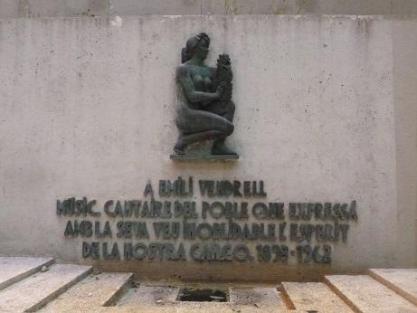 A EMILI VENDRELL
MÚSIC, CANTAIRE DEL POBLE QUE EXPRESSÀ
AMB LA SEVA VEU INOBLIDABLE L'ESPERIT
DE LA NOSTRA CANÇÓ. 1893-1962